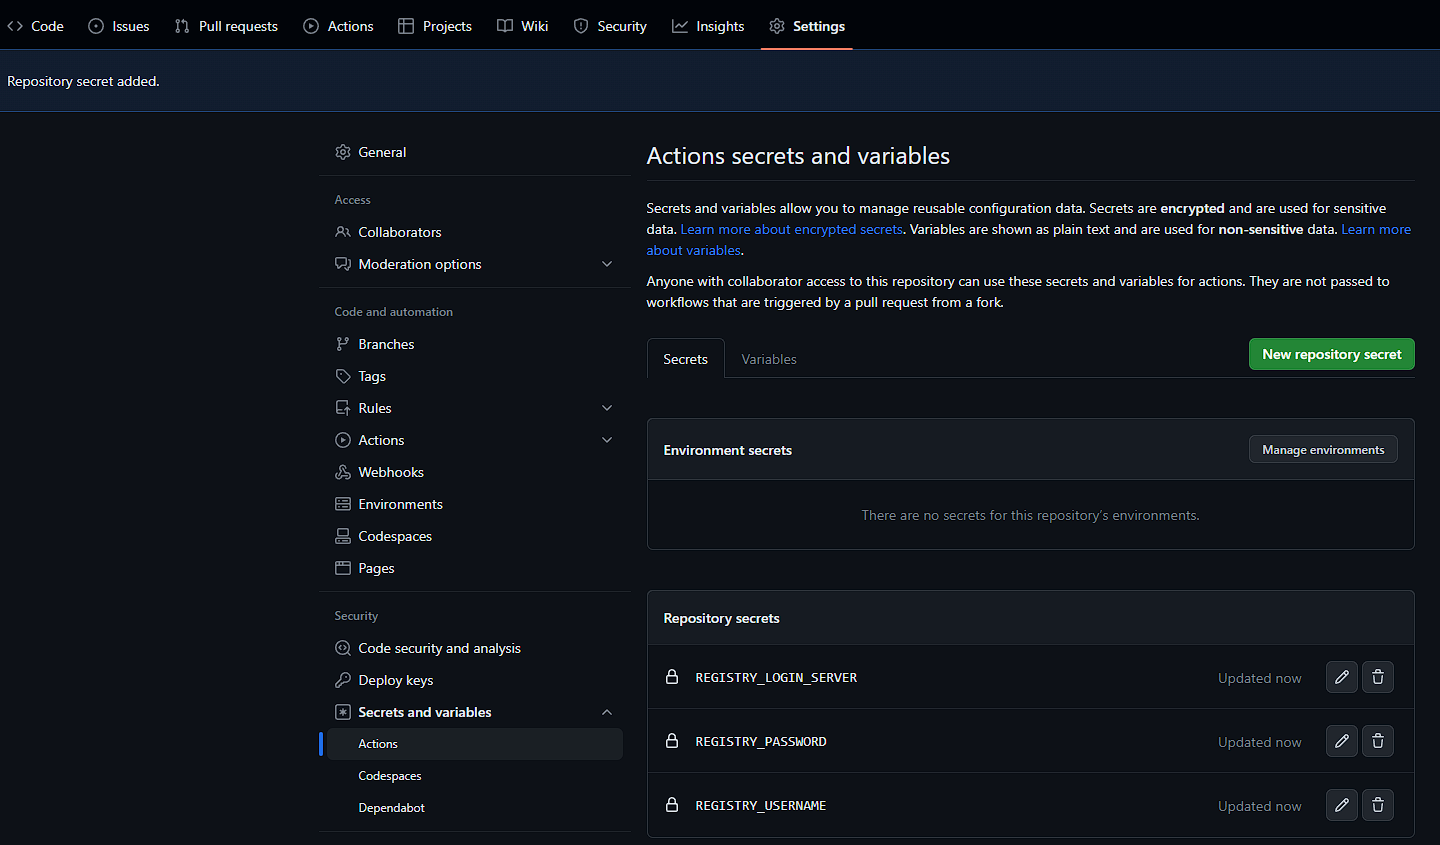 Code Issues Pull requests Actions Projects Wiki Security Insights Settings
Repository secret added.
General
Access
Collaborators
Moderation options
Code and automation
Branches
Tags
Rules
Actions
Webhooks
Environments
Codespaces
Pages
Security
Code security and analysis
Deploy keys
Secrets and variables
Actions
Codespaces
Dependabot
Actions secrets and variables
Secrets and variables allow you to manage reusable configuration data. Secrets are encrypted and are used for sensitive
data. Learn more about encrypted secrets. Variables are shown as plain text and are used for non-sensitive data. Learn more
about variables.
Anyone with collaborator access to this repository can use these secrets and variables for actions. They are not passed to
workflows that are triggered by a pull request from a fork.
Secrets Variables New repository secret
Environment secrets Manage environments
There are no secrets for this repository's environments.
Repository secrets
REGISTRY_LOGIN_SERVER Updated now
REGISTRY_PASSWORD Updated now
REGISTRY_USERNAME Updated now